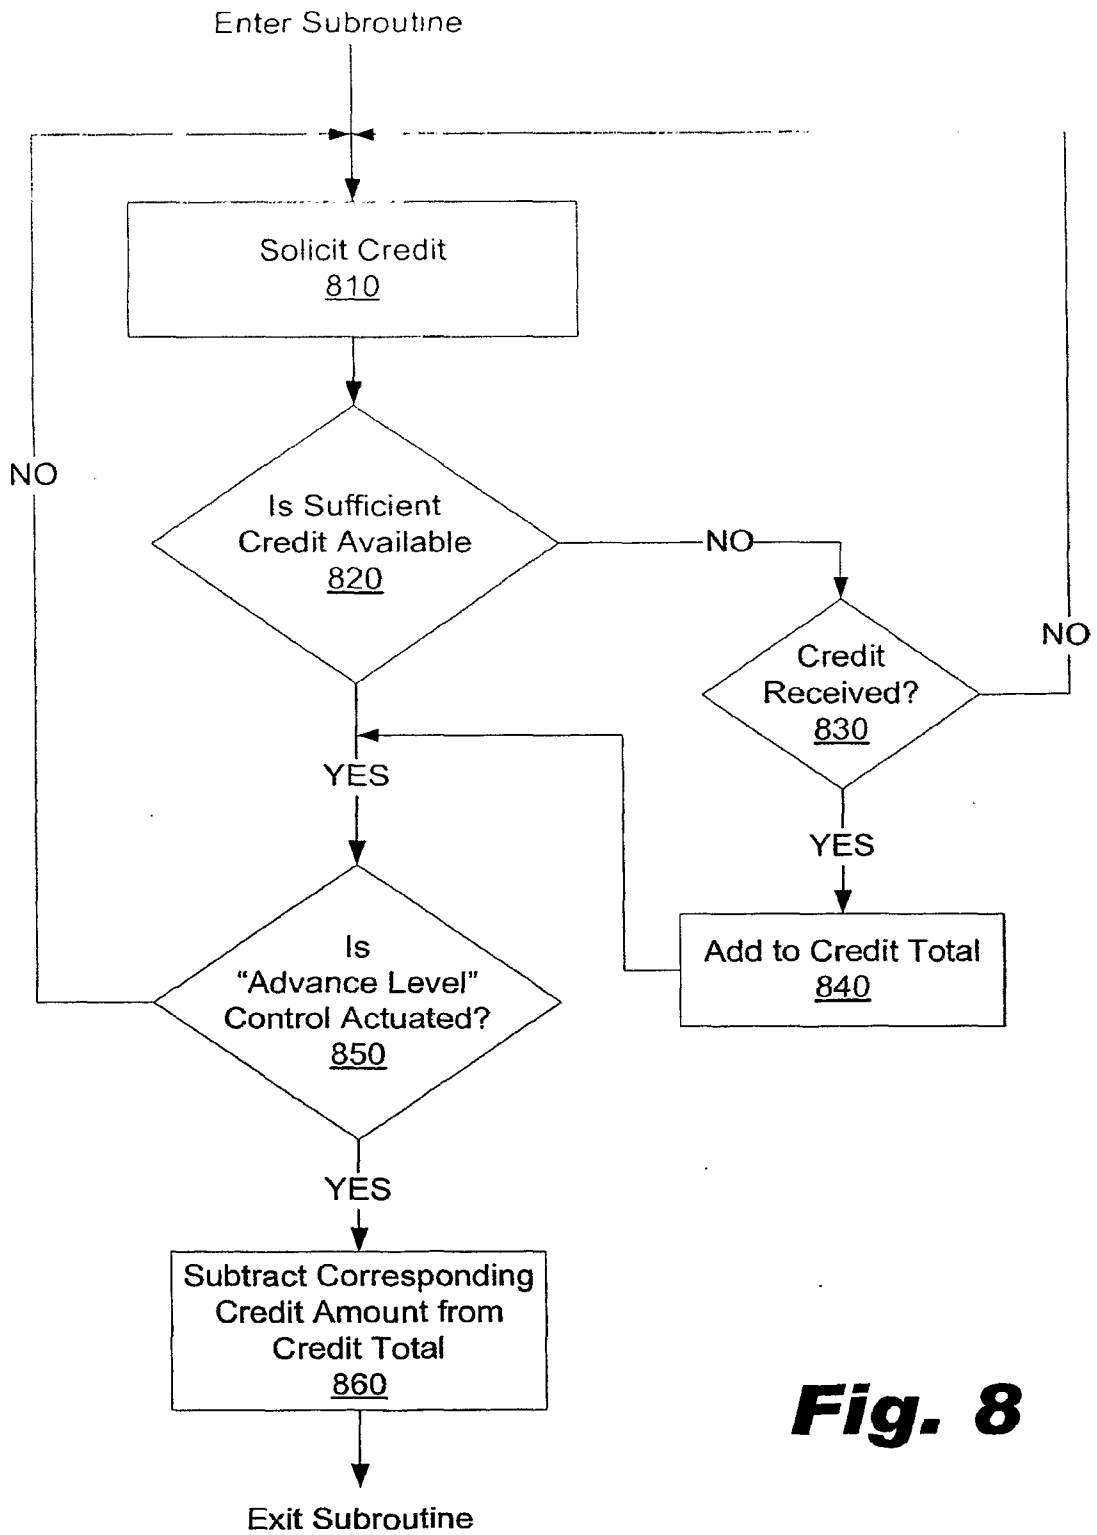 Enter Subroutine
Solicit Credit
810
NO
Is Sufficient
Credit Available
820
NO
Credit
Received?
830
NO
YES
YES
Is
“Advance Level”
Control Actuated?
850
Add to Credit Total
840
YES
Subtract Corresponding
Credit Amount from
Credit Total
860
Fig. 8
Exit Subroutine